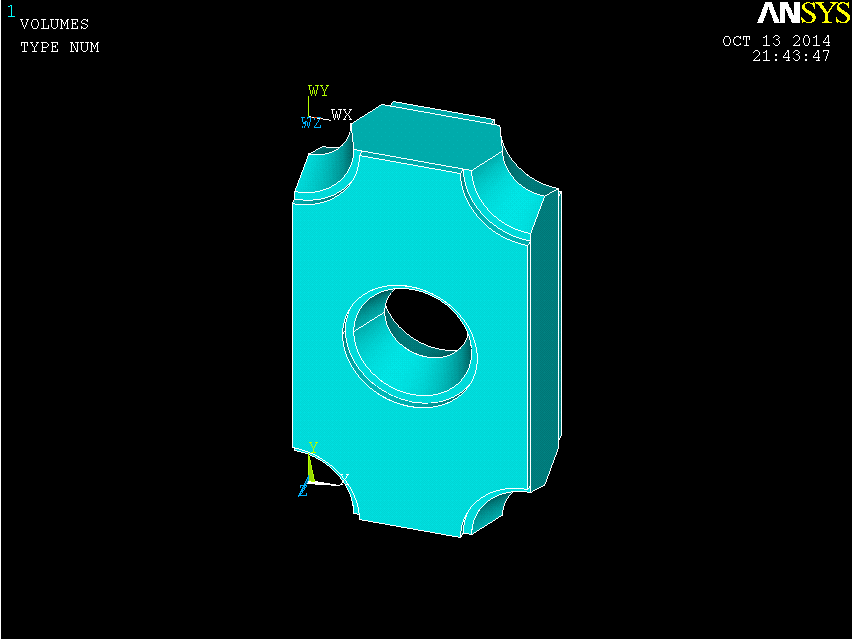 1
VOLUMES
TYPE NUM
ANSYS
OCT 13 2014
21:43:47
WY
WX
WZ
Y
X
Z